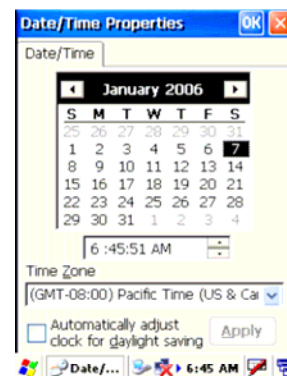 Date/Time Properties OK
Date/Time
January 2006
S M T W T F S
25 26 27 28 29 30 31
1 2 3 4 5 6 7
8 9 10 11 12 13 14
15 16 17 18 19 20 21
22 23 24 25 26 27 28
29 30 31 1 2 3 4
6 :45:51 AM
Time Zone
(GMT-08:00) Pacific Time (US & Ca
Automatically adjust
clock for daylight saving
Apply
Date/... 6:45 AM